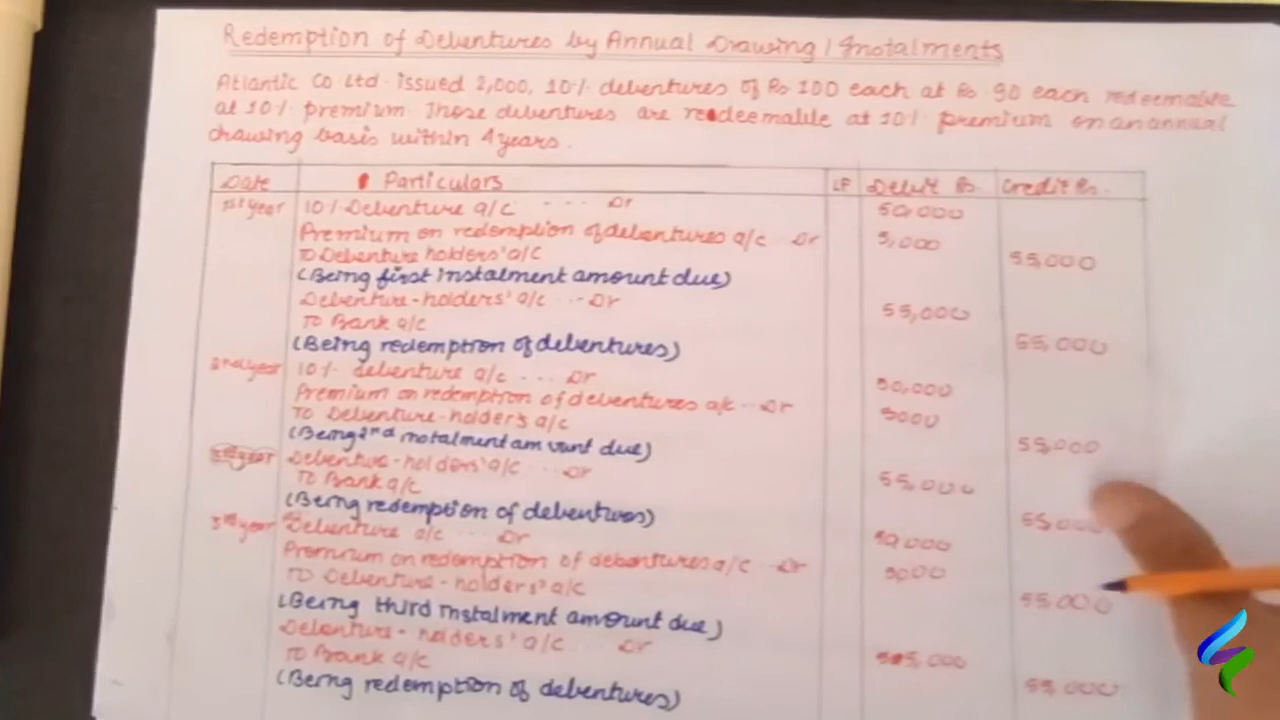 Redemption of Debentures by Annual Drawing / Instalments
Atlantic Co Ltd issued 2,000, 10% debentures of Rs 100 each at Rs 90 each redeemable
at 10% premium. Those debentures are redeemable at 10% premium on an annual
drawing basis within 4 years.
Date Particulars LF Debit Rs. Credit Rs.
1st year 10% Debenture a/c ... Dr 50,000
Premium on redemption of debentures a/c Dr 5,000
To Debenture holders' a/c 55,000
(Being first instalment amount due)
Debenture-holders' a/c ... Dr 55,000
To Bank a/c 55,000
(Being redemption of debentures)
2nd year 10% debenture a/c ... Dr 50,000
Premium on redemption of debentures a/c ... Dr 5000
To Debenture-holders a/c 55,000
(Being 2nd instalment amount due)
Debenture-holders' a/c ... Dr 55,000
To Bank a/c 55,000
(Being redemption of debentures)
3rd year Debenture a/c ... Dr 50,000
Premium on redemption of debentures a/c ... Dr 5000
To Debenture-holders' a/c 55,000
(Being third instalment amount due)
Debenture-holders' a/c Dr 55,000
To Bank a/c 55,000
(Being redemption of debentures)